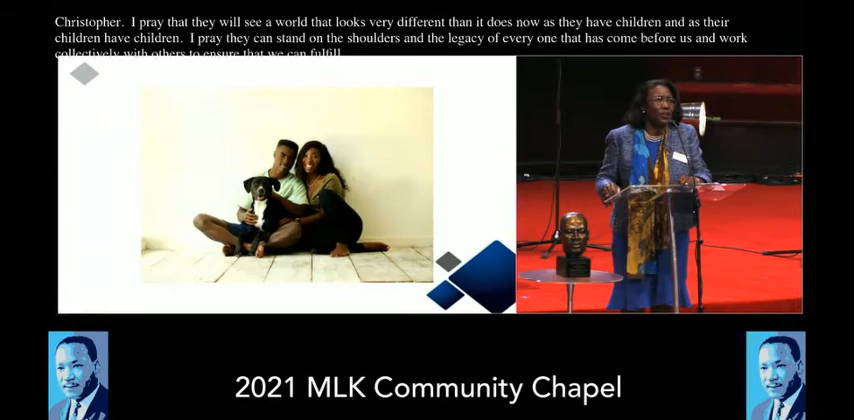 Christopher.  I pray that they will see a world that looks very different than it does now as they have children and as their
children have children.  I pray they can stand on the shoulders and the legacy of every one that has come before us and work
collectively with others to ensure that we can fulfill
2021 MLK Community Chapel